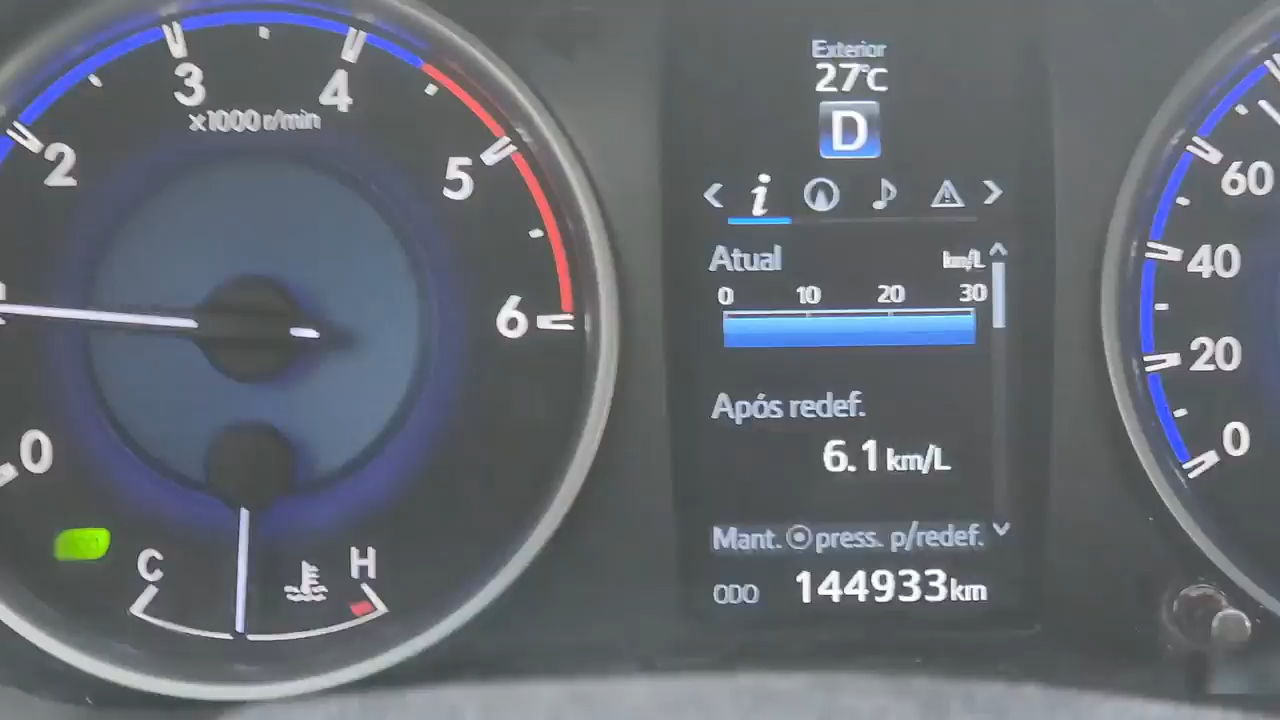 3
4
×1000 r/min
2
5
6
0
C
H
Exterior
27°C
D
i
Atual km/L
0 10 20 30
Após redef.
6.1 km/L
Mant. press. p/redef.
ODO 144933 km
60
40
20
0